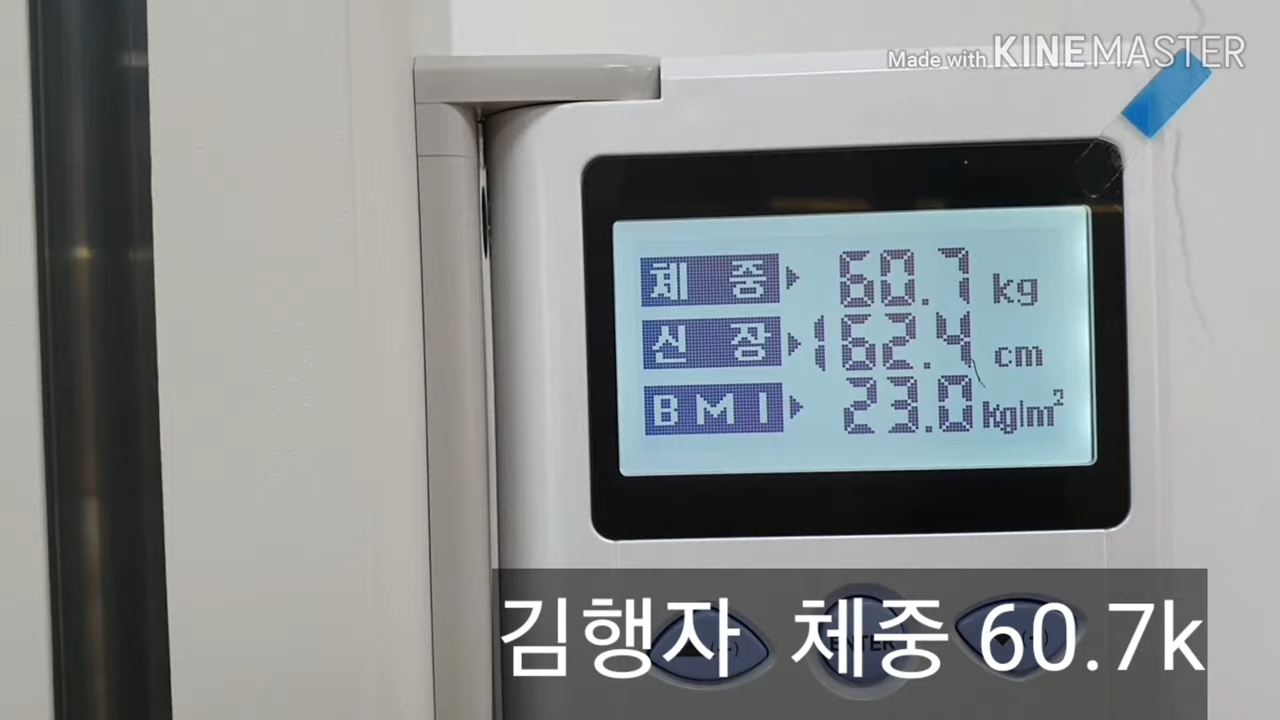 Made with KINEMASTER
체 중 60.7 kg
신 장 162.4 cm
BMI 23.0 kg/m²
ENTER
김행자 체중 60.7k